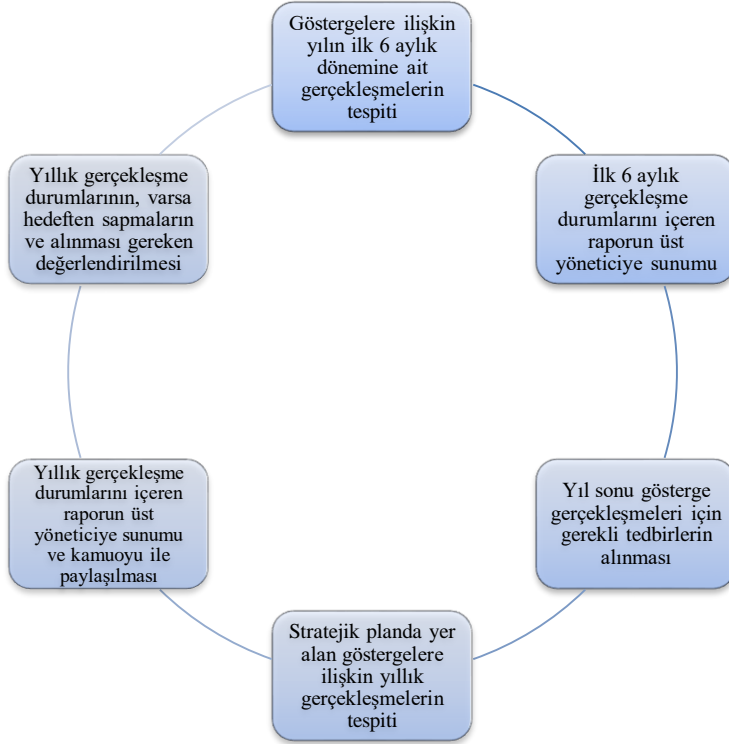 Göstergelere ilişkin
yılın ilk 6 aylık
dönemine ait
gerçekleşmelerin
tespiti
İlk 6 aylık
gerçekleşme
durumlarını içeren
raporun üst
yöneticiye sunumu
Yıl sonu gösterge
gerçekleşmeleri için
gerekli tedbirlerin
alınması
Stratejik planda yer
alan göstergelere
ilişkin yıllık
gerçekleşmelerin
tespiti
Yıllık gerçekleşme
durumlarını içeren
raporun üst
yöneticiye sunumu
ve kamuoyu ile
paylaşılması
Yıllık gerçekleşme
durumlarının, varsa
hedeften sapmaların
ve alınması gereken
değerlendirilmesi